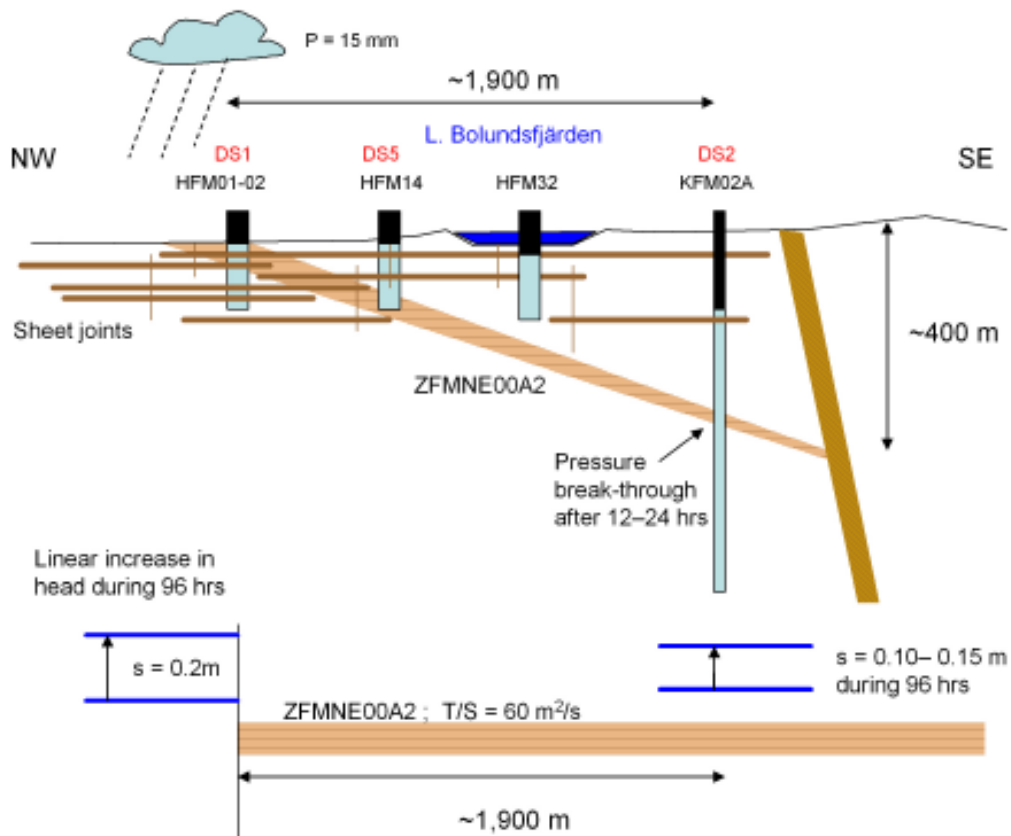 P = 15 mm
~1,900 m
L. Bolundsfjärden
NW
DS1
DS5
DS2
SE
HFM01-02
HFM14
HFM32
KFM02A
Sheet joints
~400 m
ZFMNE00A2
Pressure
break-through
after 12–24 hrs
Linear increase in
head during 96 hrs
s = 0.2m
s = 0.10– 0.15 m
during 96 hrs
ZFMNE00A2 ; T/S = 60 m²/s
~1,900 m